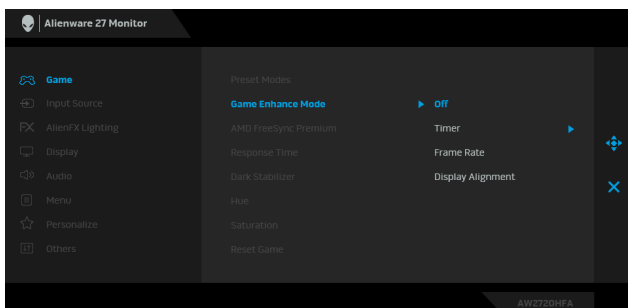 Alienware 27 Monitor
Game
Input Source
AlienFX Lighting
Display
Audio
Menu
Personalize
Others
Preset Modes
Game Enhance Mode
AMD FreeSync Premium
Response Time
Dark Stabilizer
Hue
Saturation
Reset Game
Off
Timer
Frame Rate
Display Alignment
AW2720HFA